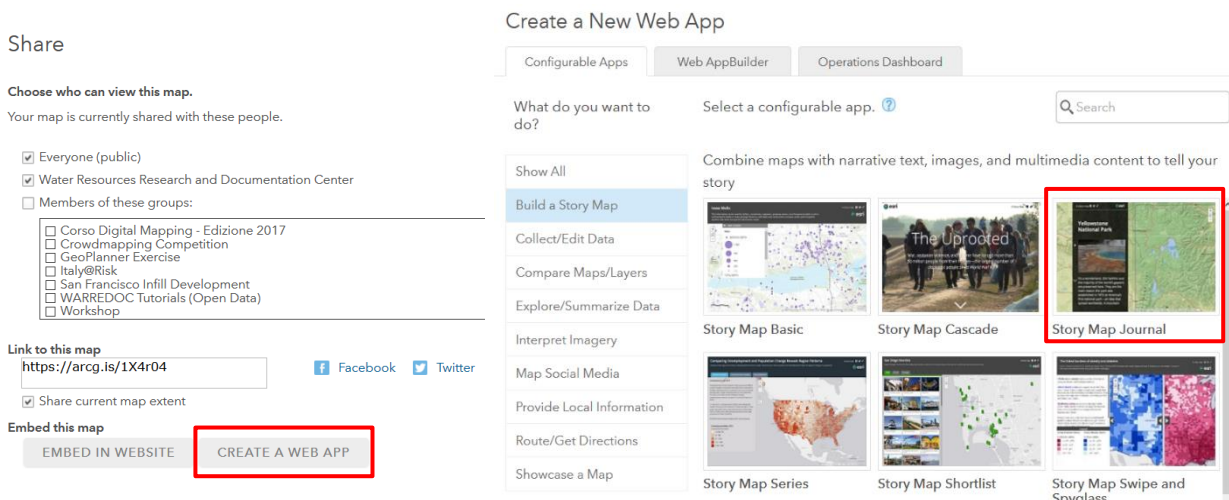 Share
Choose who can view this map.
Your map is currently shared with these people.
Everyone (public)
Water Resources Research and Documentation Center
Members of these groups:
Corso Digital Mapping - Edizione 2017
Crowdmapping Competition
GeoPlanner Exercise
Italy@Risk
San Francisco Infill Development
WARREDOC Tutorials (Open Data)
Workshop
Link to this map
https://arcg.is/1X4r04
Facebook
Twitter
Share current map extent
Embed this map
EMBED IN WEBSITE
CREATE A WEB APP
Create a New Web App
Configurable Apps
Web AppBuilder
Operations Dashboard
What do you want to
do?
Select a configurable app.
Search
Show All
Build a Story Map
Collect/Edit Data
Compare Maps/Layers
Explore/Summarize Data
Interpret Imagery
Map Social Media
Provide Local Information
Route/Get Directions
Showcase a Map
Combine maps with narrative text, images, and multimedia content to tell your
story
esri
The Uprooted
esri
Yellowstone
National Park
Story Map Basic
Story Map Cascade
Story Map Journal
Story Map Series
Story Map Shortlist
Story Map Swipe and
Spyglass